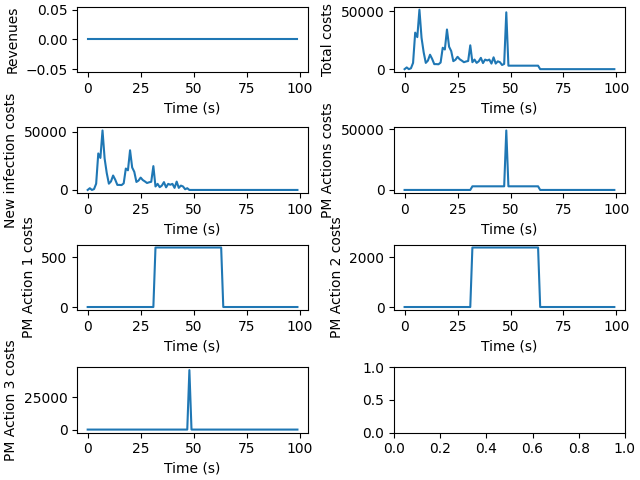 Revenues
0.05
0.00
−0.05
0 25 50 75 100
Time (s)
Total costs
50000
0
0 25 50 75 100
Time (s)
New infection costs
50000
0
0 25 50 75 100
Time (s)
PM Actions costs
50000
0
0 25 50 75 100
Time (s)
PM Action 1 costs
500
0
0 25 50 75 100
Time (s)
PM Action 2 costs
2000
0
0 25 50 75 100
Time (s)
PM Action 3 costs
25000
0
0 25 50 75 100
Time (s)
1.0
0.5
0.0
0.0 0.2 0.4 0.6 0.8 1.0